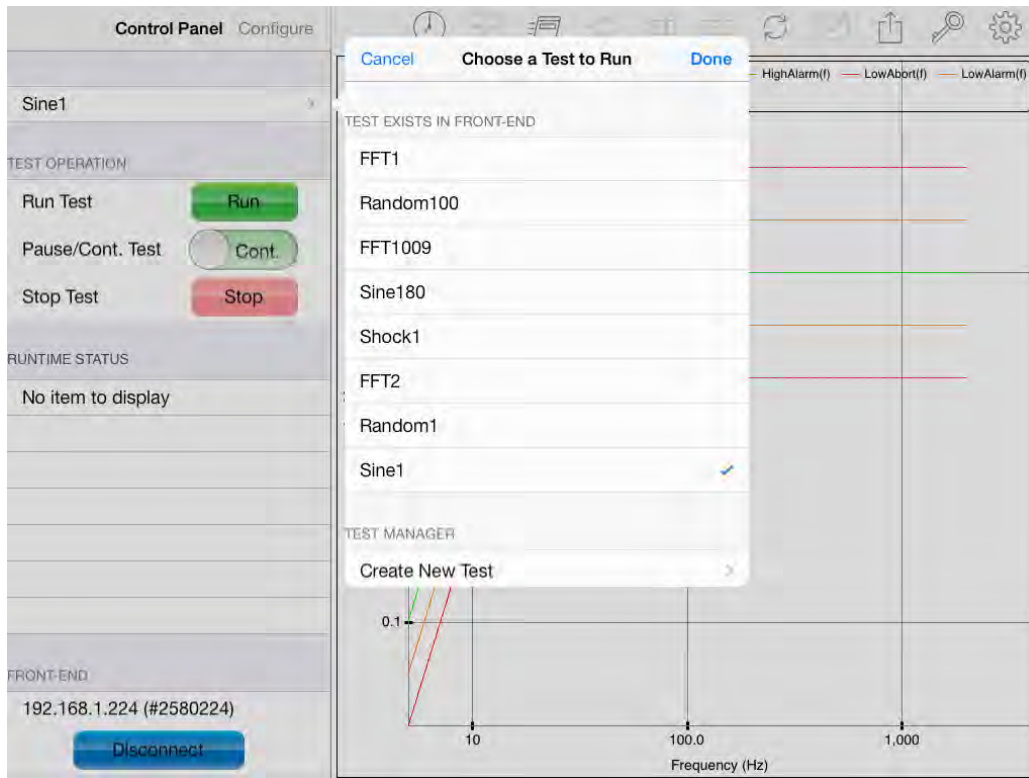 Control Panel Configure
Sine1
TEST OPERATION
Run Test Run
Pause/Cont. Test Cont.
Stop Test Stop
RUNTIME STATUS
No item to display
FRONT-END
192.168.1.224 (#2580224)
Disconnect
Cancel Choose a Test to Run Done
TEST EXISTS IN FRONT-END
FFT1
Random100
FFT1009
Sine180
Shock1
FFT2
Random1
Sine1
TEST MANAGER
Create New Test
HighAlarm(f) LowAbort(f) LowAlarm(f)
0.1
10 100.0 1,000
Frequency (Hz)